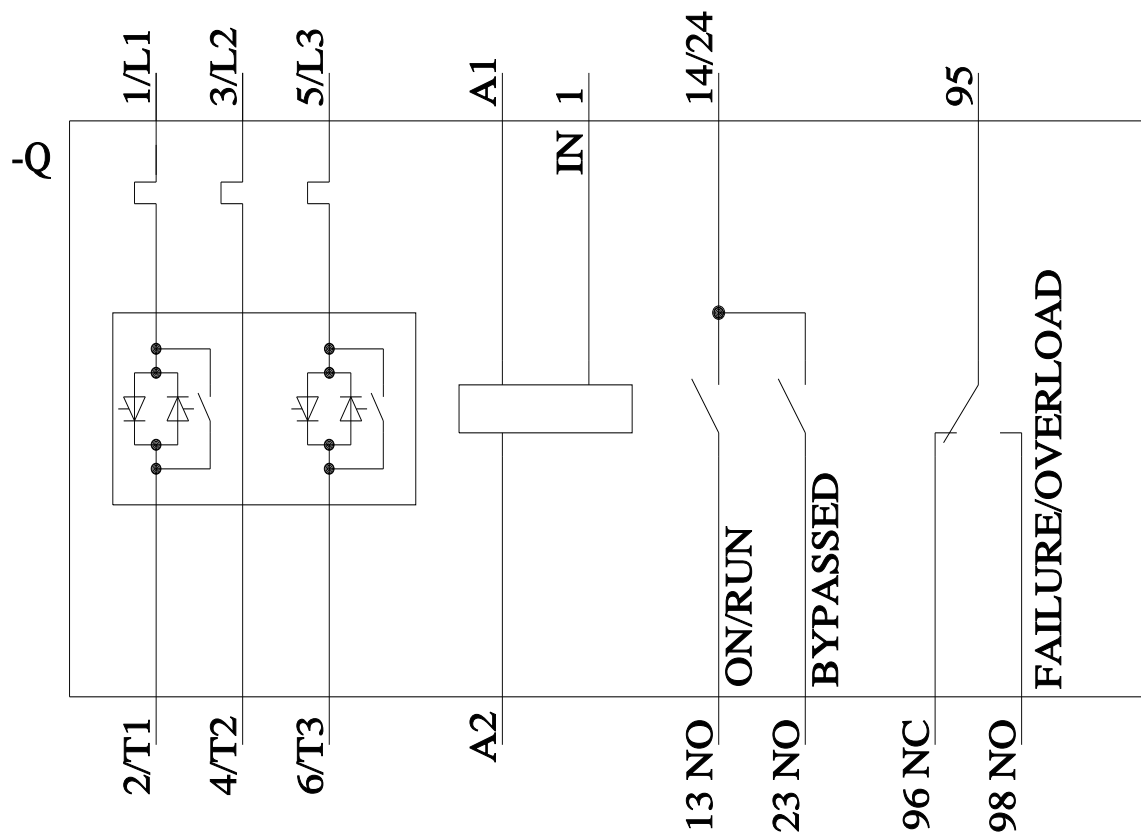 1/L1
3/L2
5/L3
A1
1
14/24
95
-Q
IN
ON/RUN
BYPASSED
FAILURE/OVERLOAD
2/T1
4/T2
6/T3
A2
13 NO
23 NO
96 NC
98 NO